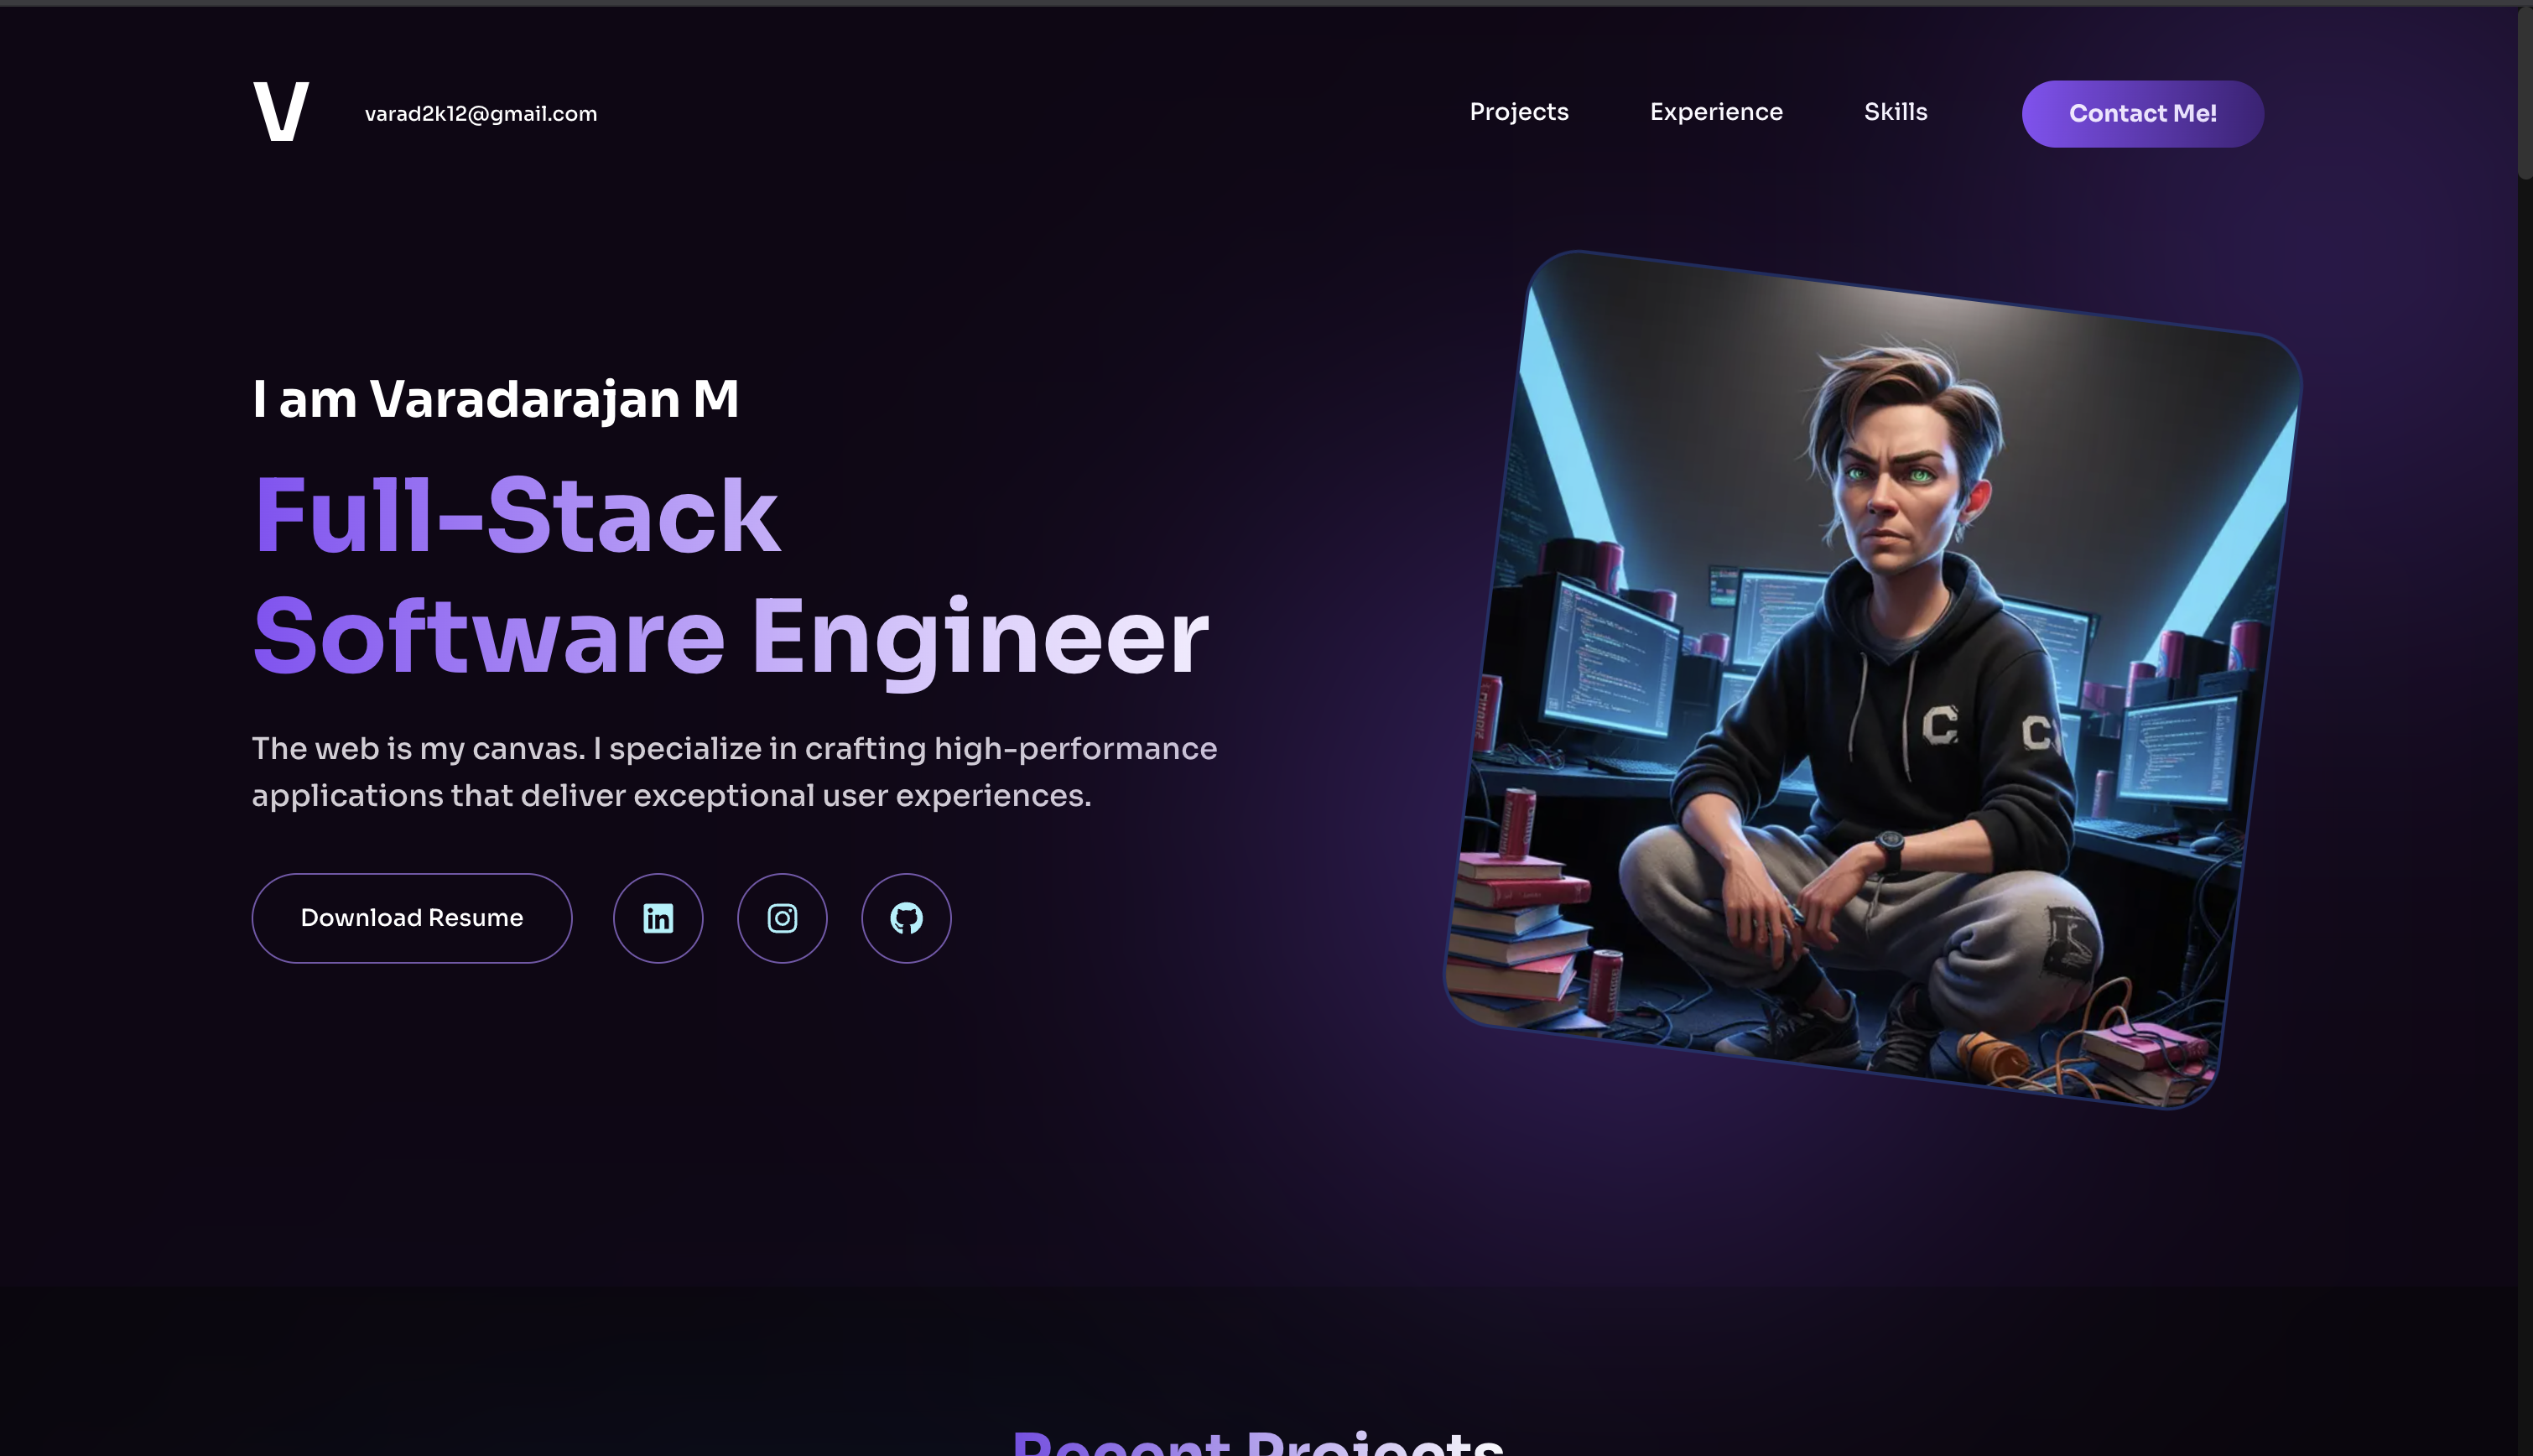 V
varad2k12@gmail.com
Projects
Experience
Skills
Contact Me!
I am Varadarajan M
Full-Stack
Software Engineer
The web is my canvas. I specialize in crafting high-performance
applications that deliver exceptional user experiences.
Download Resume
in
C
C
Recent Projects